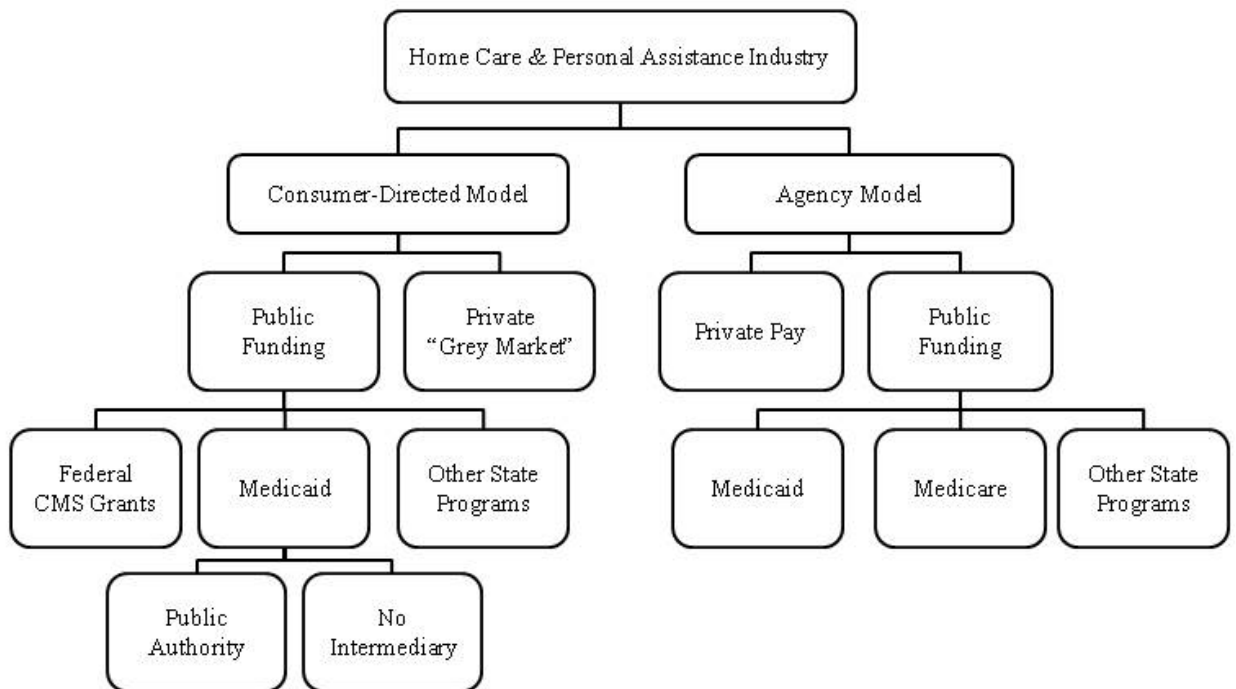 Home Care & Personal Assistance Industry
Consumer-Directed Model
Agency Model
Public
Funding
Private
“Grey Market”
Private Pay
Public
Funding
Federal
CMS Grants
Medicaid
Other State
Programs
Medicaid
Medicare
Other State
Programs
Public
Authority
No
Intermediary